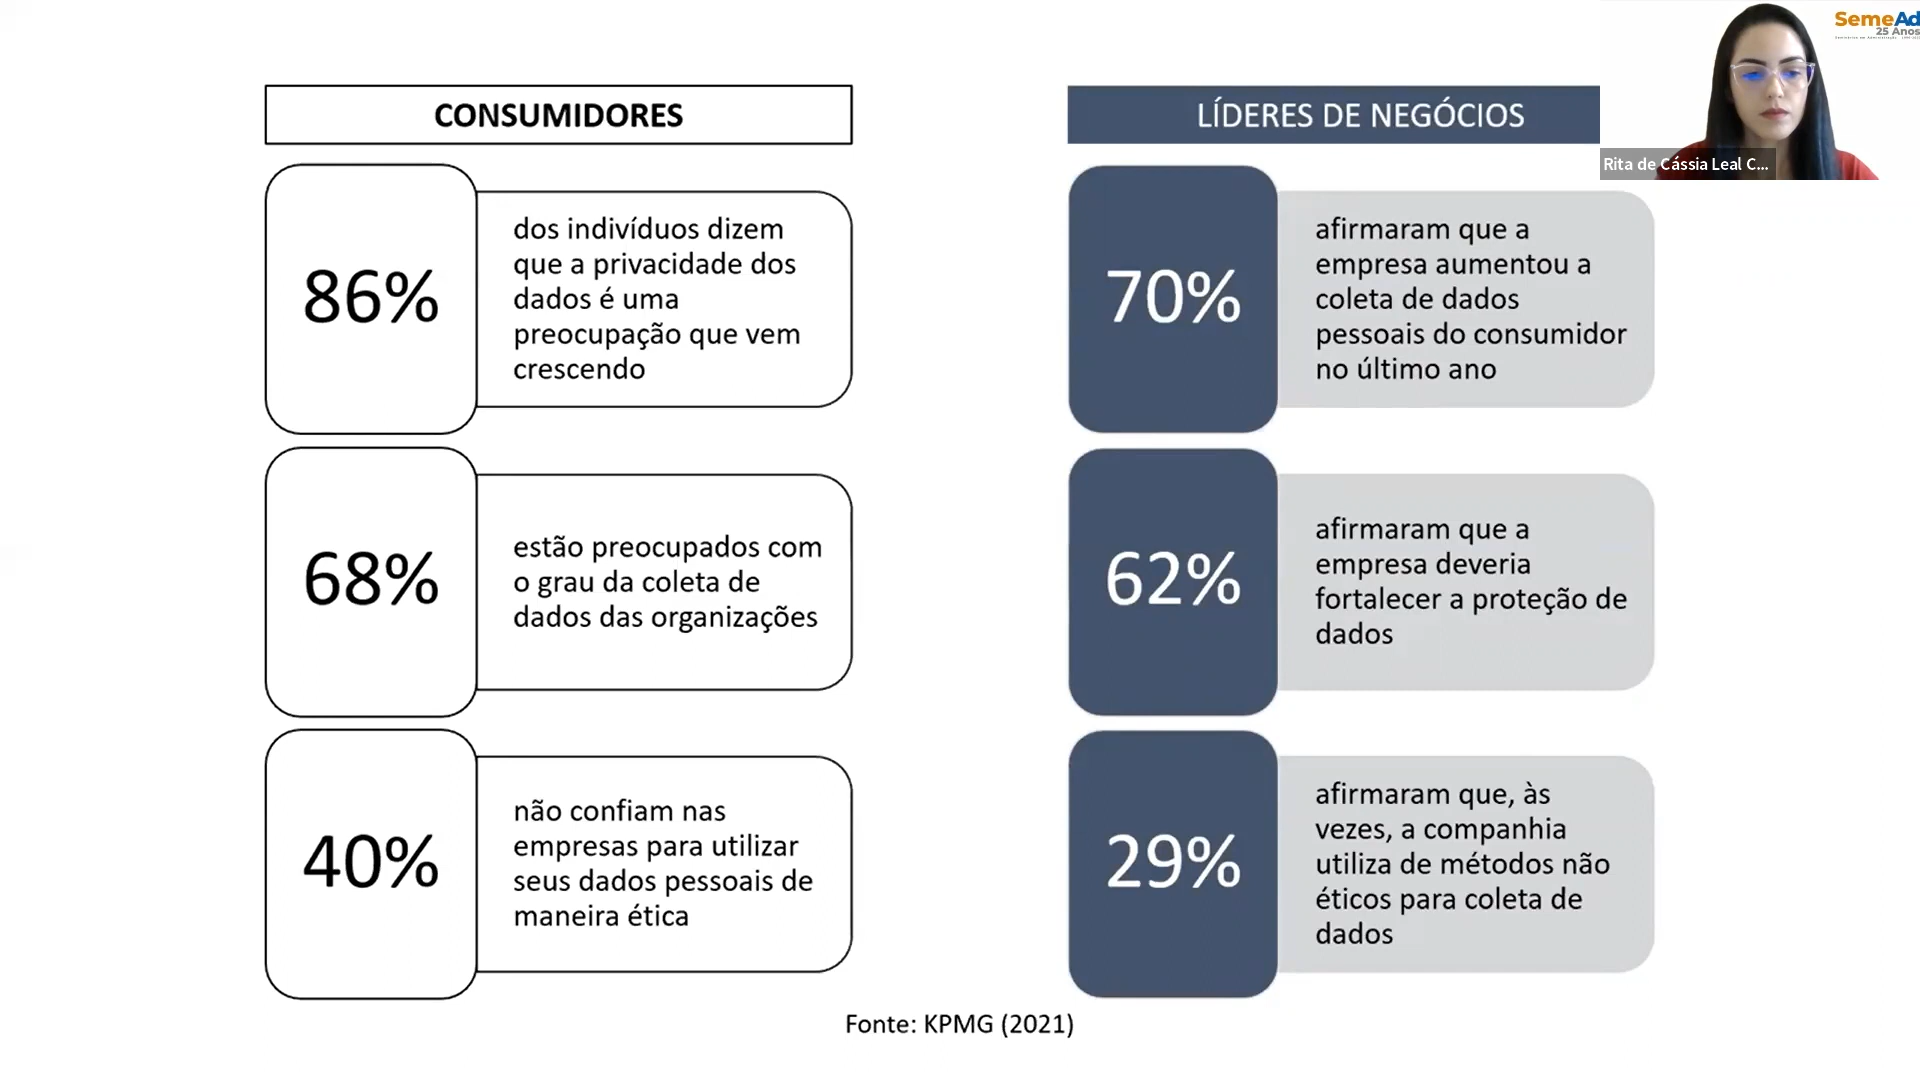 SemeAd
25 Anos
CONSUMIDORES
86%
dos indivíduos dizem
que a privacidade dos
dados é uma
preocupação que vem
crescendo
68%
estão preocupados com
o grau da coleta de
dados das organizações
40%
não confiam nas
empresas para utilizar
seus dados pessoais de
maneira ética
LÍDERES DE NEGÓCIOS
Rita de Cássia Leal C...
70%
afirmaram que a
empresa aumentou a
coleta de dados
pessoais do consumidor
no último ano
62%
afirmaram que a
empresa deveria
fortalecer a proteção de
dados
29%
afirmaram que, às
vezes, a companhia
utiliza de métodos não
éticos para coleta de
dados
Fonte: KPMG (2021)